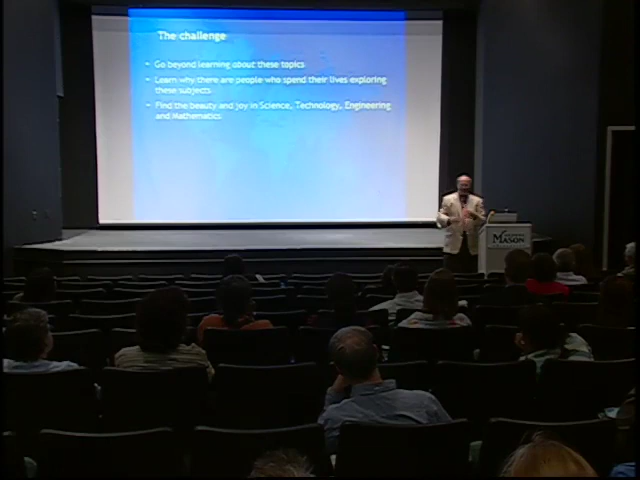 The challenge
• Go beyond learning about these topics
• Learn why there are people who spend their lives exploring
these subjects
• Find the beauty and joy in Science, Technology, Engineering
and Mathematics
MASON